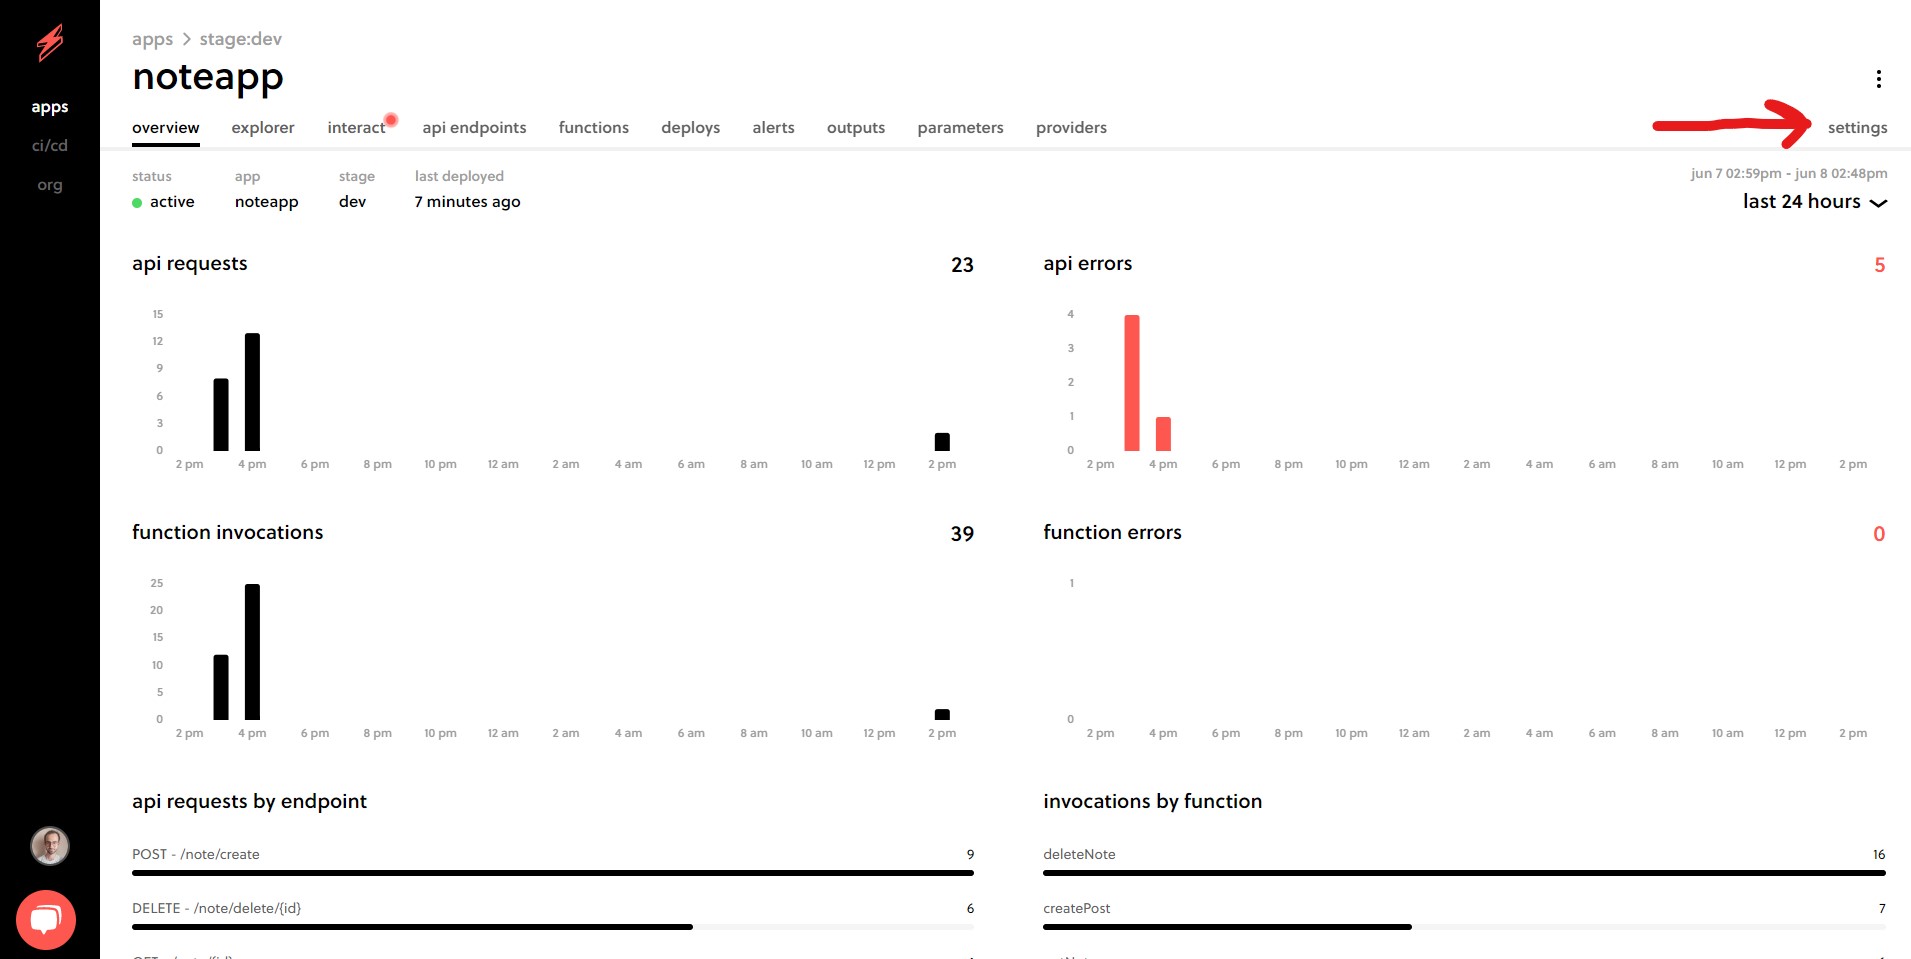 apps > stage:dev
noteapp
apps
ci/cd
org
overview explorer interact api endpoints functions deploys alerts outputs parameters providers settings
status app stage last deployed
active noteapp dev 7 minutes ago
jun 7 02:59pm - jun 8 02:48pm
last 24 hours
api requests 23
15
12
9
6
3
0
2 pm 4 pm 6 pm 8 pm 10 pm 12 am 2 am 4 am 6 am 8 am 10 am 12 pm 2 pm
api errors 5
4
3
2
1
0
2 pm 4 pm 6 pm 8 pm 10 pm 12 am 2 am 4 am 6 am 8 am 10 am 12 pm 2 pm
function invocations 39
25
20
15
10
5
0
2 pm 4 pm 6 pm 8 pm 10 pm 12 am 2 am 4 am 6 am 8 am 10 am 12 pm 2 pm
function errors 0
1
0
2 pm 4 pm 6 pm 8 pm 10 pm 12 am 2 am 4 am 6 am 8 am 10 am 12 pm 2 pm
api requests by endpoint
POST - /note/create 9
DELETE - /note/delete/{id} 6
invocations by function
deleteNote 16
createPost 7